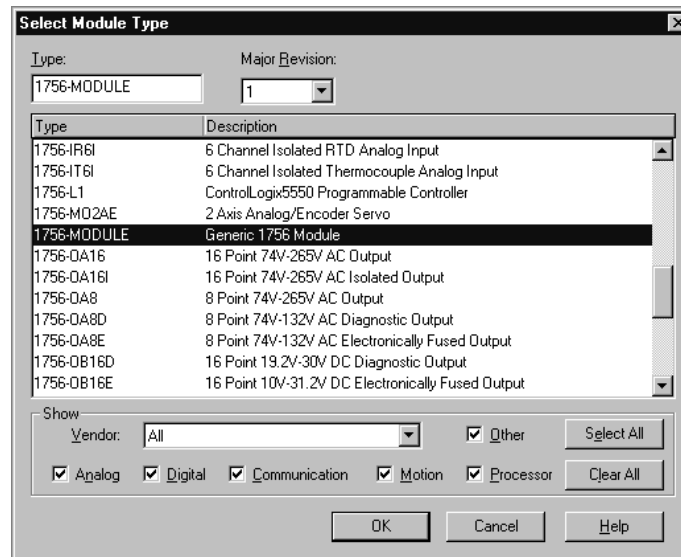 Select Module Type
Type: Major Revision:
1756-MODULE 1
Type Description
1756-IR6I 6 Channel Isolated RTD Analog Input
1756-IT6I 6 Channel Isolated Thermocouple Analog Input
1756-L1 ControlLogix5550 Programmable Controller
1756-M02AE 2 Axis Analog/Encoder Servo
1756-MODULE Generic 1756 Module
1756-OA16 16 Point 74V-265V AC Output
1756-OA16I 16 Point 74V-265V AC Isolated Output
1756-OA8 8 Point 74V-265V AC Output
1756-OA8D 8 Point 74V-132V AC Diagnostic Output
1756-OA8E 8 Point 74V-132V AC Electronically Fused Output
1756-OB16D 16 Point 19.2V-30V DC Diagnostic Output
1756-OB16E 16 Point 10V-31.2V DC Electronically Fused Output
Show
Vendor: All Other Select All
Analog Digital Communication Motion Processor Clear All
OK Cancel Help